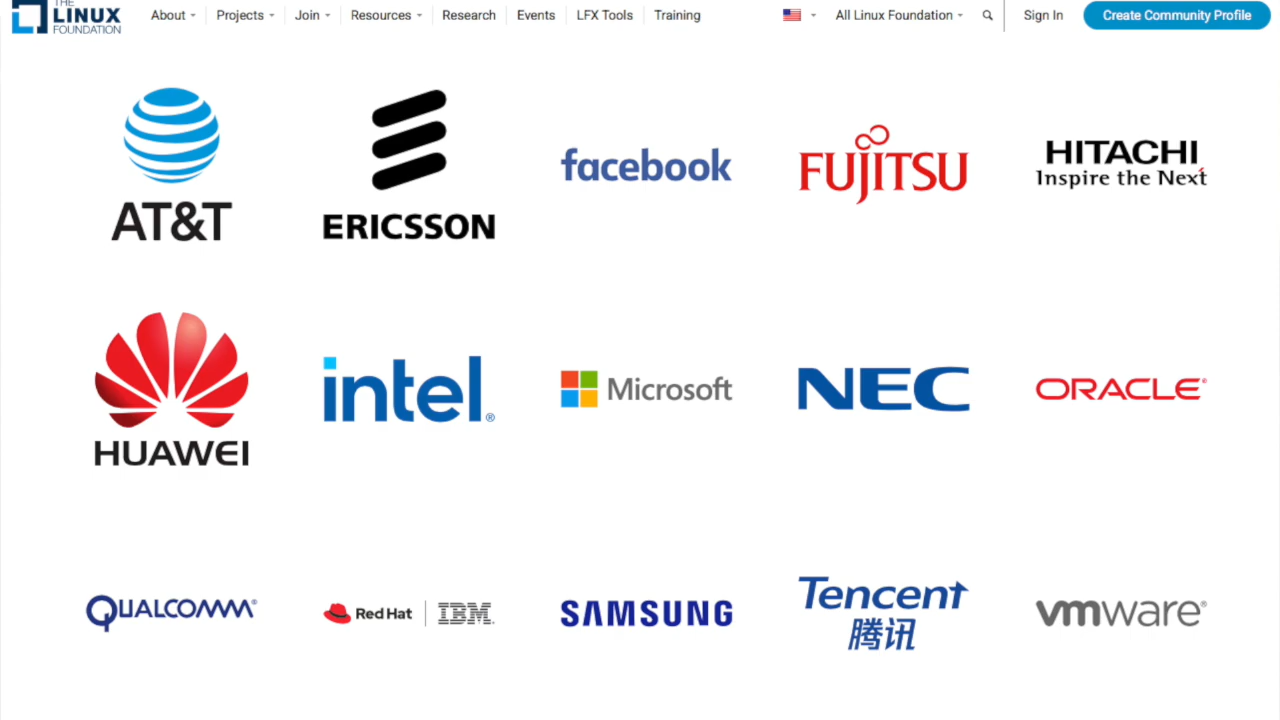 THE
LINUX
FOUNDATION
About
Projects
Join
Resources
Research
Events
LFX Tools
Training
All Linux Foundation
Sign In
Create Community Profile
AT&T
ERICSSON
facebook
FUJITSU
HITACHI
Inspire the Next
HUAWEI
intel®
Microsoft
NEC
ORACLE®
QUALCOMM®
Red Hat
IBM®
SAMSUNG
Tencent
腾讯
vmware®